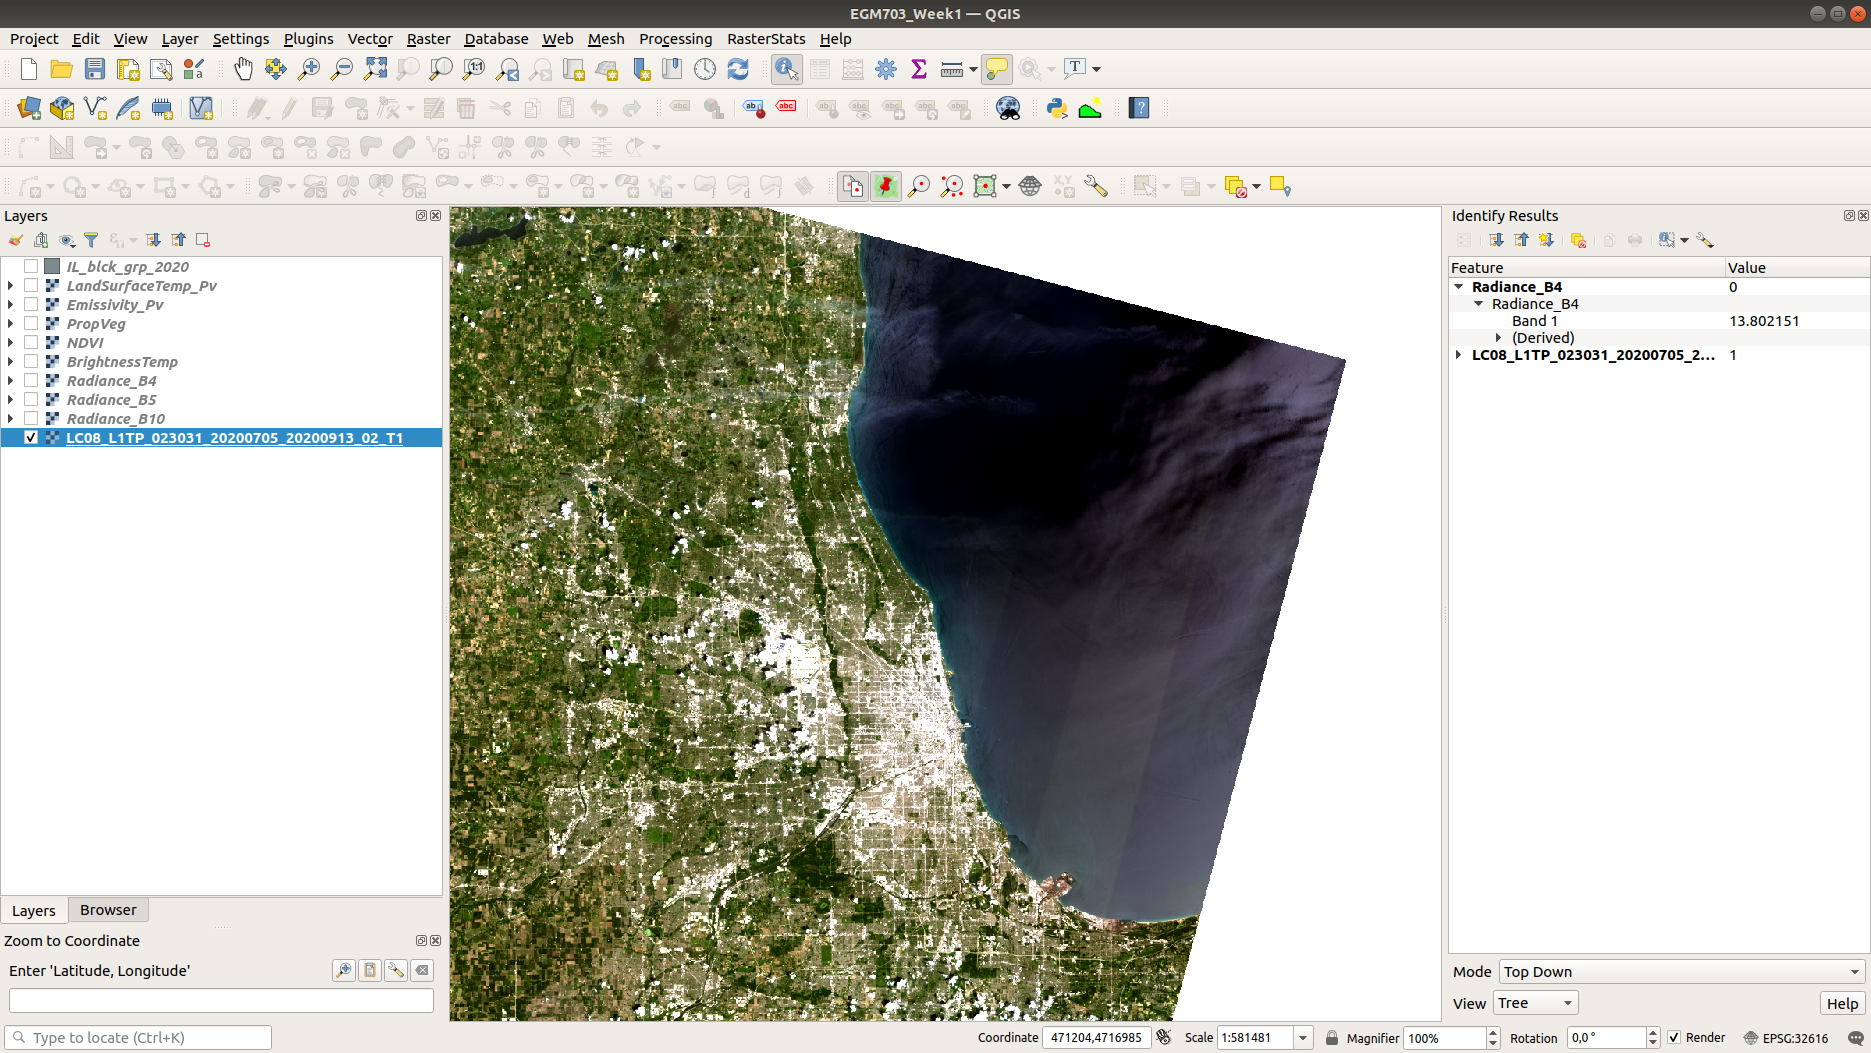 EGM703_Week1 — QGIS
Project Edit View Layer Settings Plugins Vector Raster Database Web Mesh Processing RasterStats Help
Layers
IL_blck_grp_2020
LandSurfaceTemp_Pv
Emissivity_Pv
PropVeg
NDVI
BrightnessTemp
Radiance_B4
Radiance_B5
Radiance_B10
LC08_L1TP_023031_20200705_20200913_02_T1
Layers Browser
Zoom to Coordinate
Enter 'Latitude, Longitude'
Type to locate (Ctrl+K)
Identify Results
Feature Value
Radiance_B4 0
Radiance_B4
Band 1 13.802151
(Derived)
LC08_L1TP_023031_20200705_2... 1
Mode Top Down
View Tree Help
Coordinate 471204,4716985 Scale 1:581481 Magnifier 100% Rotation 0,0 ° Render EPSG:32616